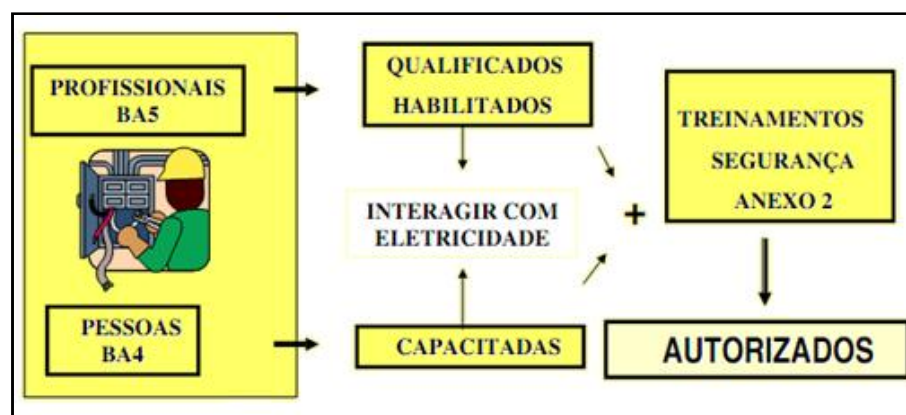 PROFISSIONAIS
BA5
QUALIFICADOS
HABILITADOS
TREINAMENTOS
SEGURANÇA
ANEXO 2
INTERAGIR COM
ELETRICIDADE
+
PESSOAS
BA4
CAPACITADAS
AUTORIZADOS